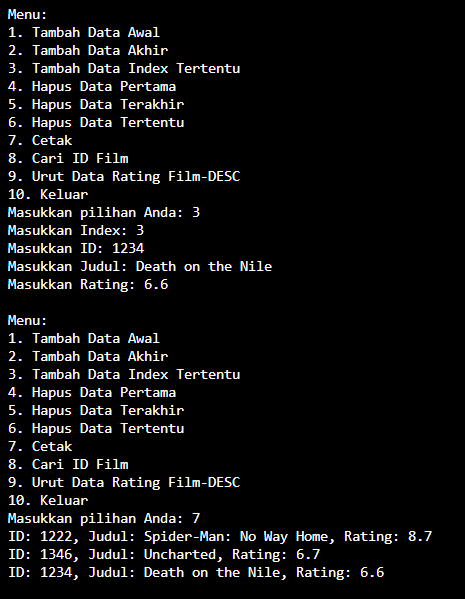 Menu:
1. Tambah Data Awal
2. Tambah Data Akhir
3. Tambah Data Index Tertentu
4. Hapus Data Pertama
5. Hapus Data Terakhir
6. Hapus Data Tertentu
7. Cetak
8. Cari ID Film
9. Urut Data Rating Film-DESC
10. Keluar
Masukkan pilihan Anda: 3
Masukkan Index: 3
Masukkan ID: 1234
Masukkan Judul: Death on the Nile
Masukkan Rating: 6.6

Menu:
1. Tambah Data Awal
2. Tambah Data Akhir
3. Tambah Data Index Tertentu
4. Hapus Data Pertama
5. Hapus Data Terakhir
6. Hapus Data Tertentu
7. Cetak
8. Cari ID Film
9. Urut Data Rating Film-DESC
10. Keluar
Masukkan pilihan Anda: 7
ID: 1222, Judul: Spider-Man: No Way Home, Rating: 8.7
ID: 1346, Judul: Uncharted, Rating: 6.7
ID: 1234, Judul: Death on the Nile, Rating: 6.6